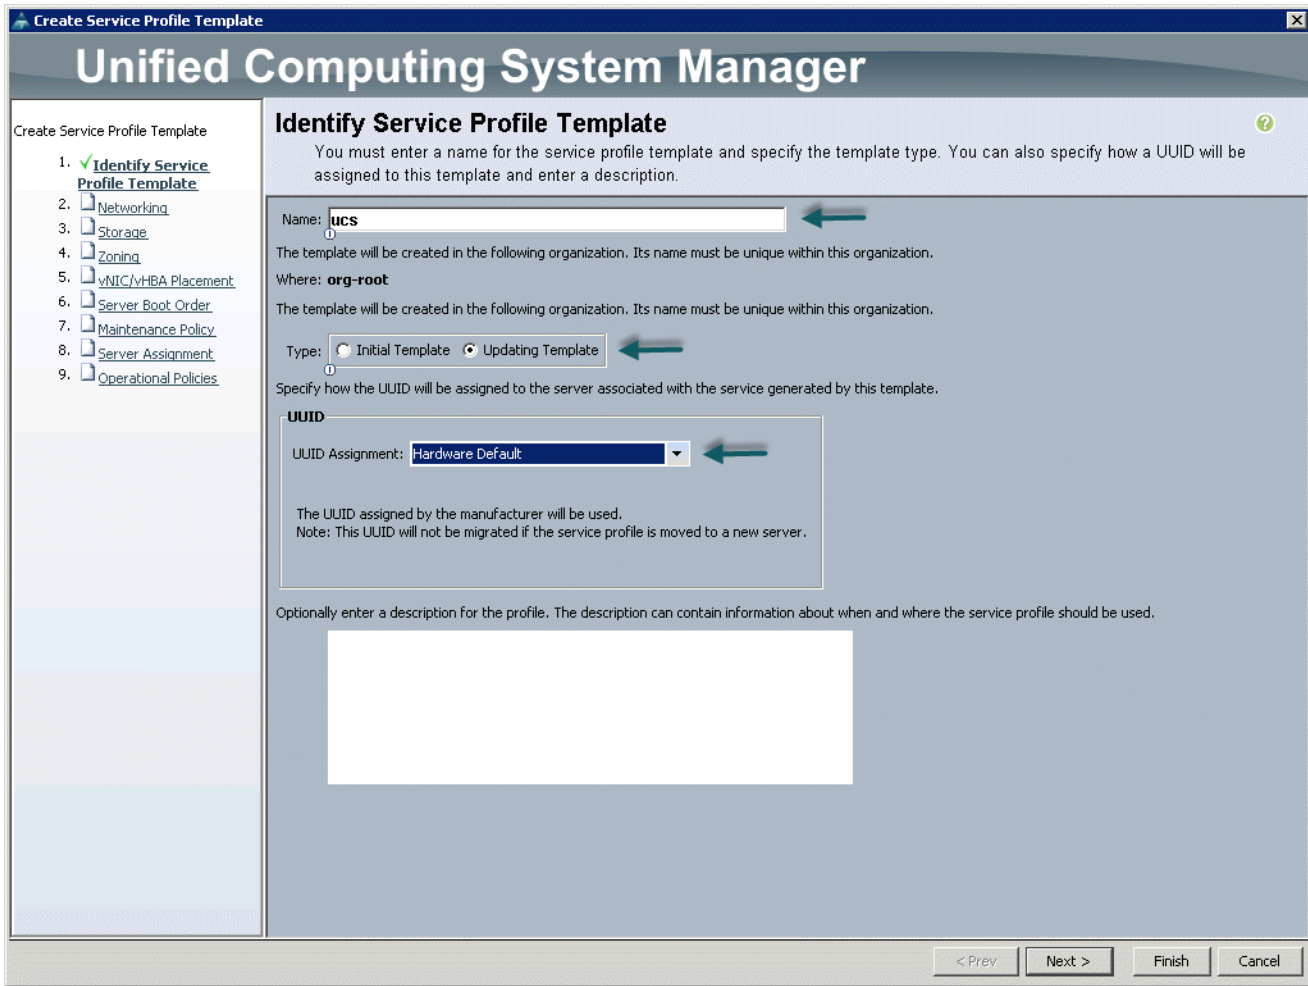 Create Service Profile Template
Unified Computing System Manager
Create Service Profile Template
1. Identify Service
Profile Template
2. Networking
3. Storage
4. Zoning
5. vNIC/vHBA Placement
6. Server Boot Order
7. Maintenance Policy
8. Server Assignment
9. Operational Policies
Identify Service Profile Template
You must enter a name for the service profile template and specify the template type. You can also specify how a UUID will be
assigned to this template and enter a description.
Name: ucs
The template will be created in the following organization. Its name must be unique within this organization.
Where: org-root
The template will be created in the following organization. Its name must be unique within this organization.
Type: Initial Template Updating Template
Specify how the UUID will be assigned to the server associated with the service generated by this template.
UUID
UUID Assignment: Hardware Default
The UUID assigned by the manufacturer will be used.
Note: This UUID will not be migrated if the service profile is moved to a new server.
Optionally enter a description for the profile. The description can contain information about when and where the service profile should be used.
< Prev Next > Finish Cancel